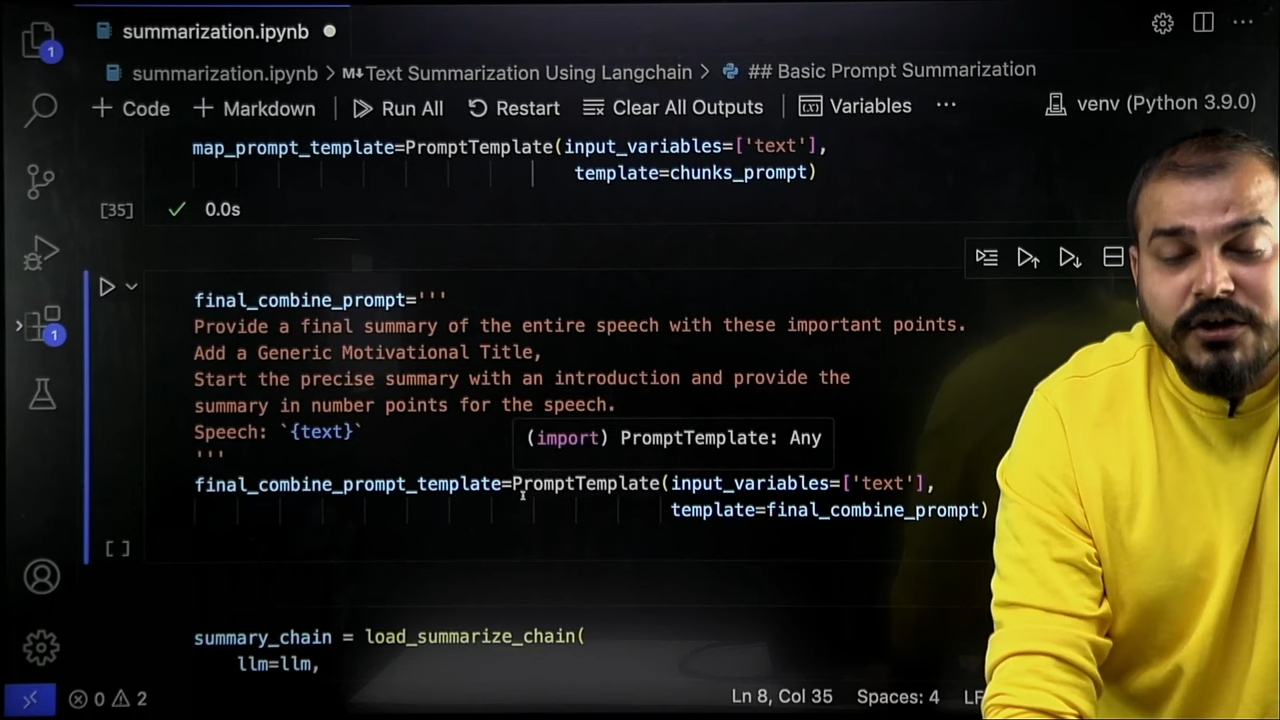 summarization.ipynb
1
summarization.ipynb > M↓Text Summarization Using Langchain > ## Basic Prompt Summarization
+ Code + Markdown Run All Restart Clear All Outputs Variables ... venv (Python 3.9.0)
map_prompt_template=PromptTemplate(input_variables=['text'],
template=chunks_prompt)
[35] ✓ 0.0s
final_combine_prompt='''
Provide a final summary of the entire speech with these important points.
Add a Generic Motivational Title,
Start the precise summary with an introduction and provide the
summary in number points for the speech.
1
Speech: `{text}`
(import) PromptTemplate: Any
'''
final_combine_prompt_template=PromptTemplate(input_variables=['text'],
template=final_combine_prompt)
[ ]
summary_chain = load_summarize_chain(
llm=llm,
0 2
Ln 8, Col 35 Spaces: 4 LF